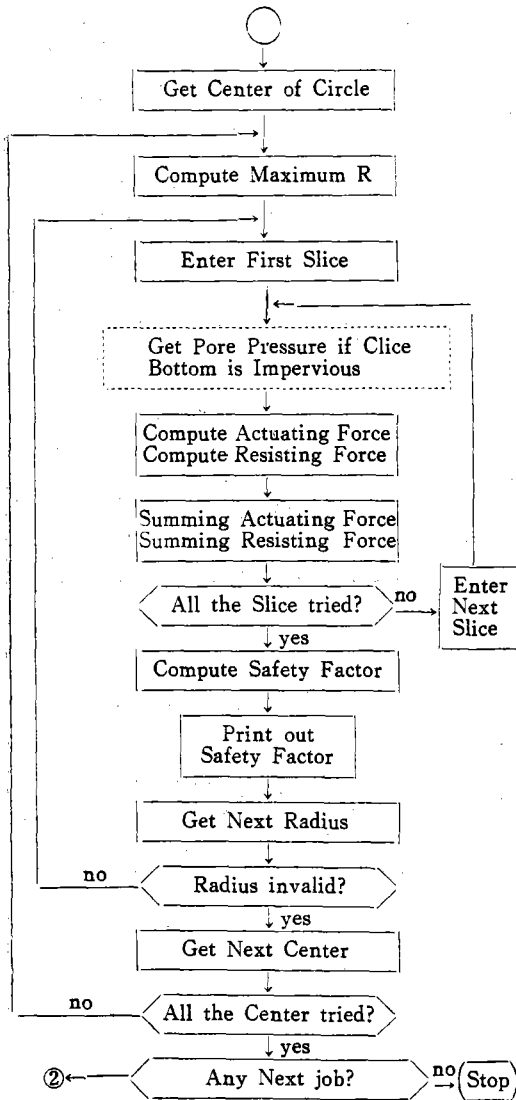 Get Center of Circle
Compute Maximum R
Enter First Slice
Get Pore Pressure if Clice
Bottom is Impervious
Compute Actuating Force
Compute Resisting Force
Summing Actuating Force
Summing Resisting Force
All the Slice tried?
no
Enter
Next
Slice
yes
Compute Safety Factor
Print out
Safety Factor
Get Next Radius
no
Radius invalid?
yes
Get Next Center
no
All the Center tried?
yes
②
Any Next job?
no
Stop